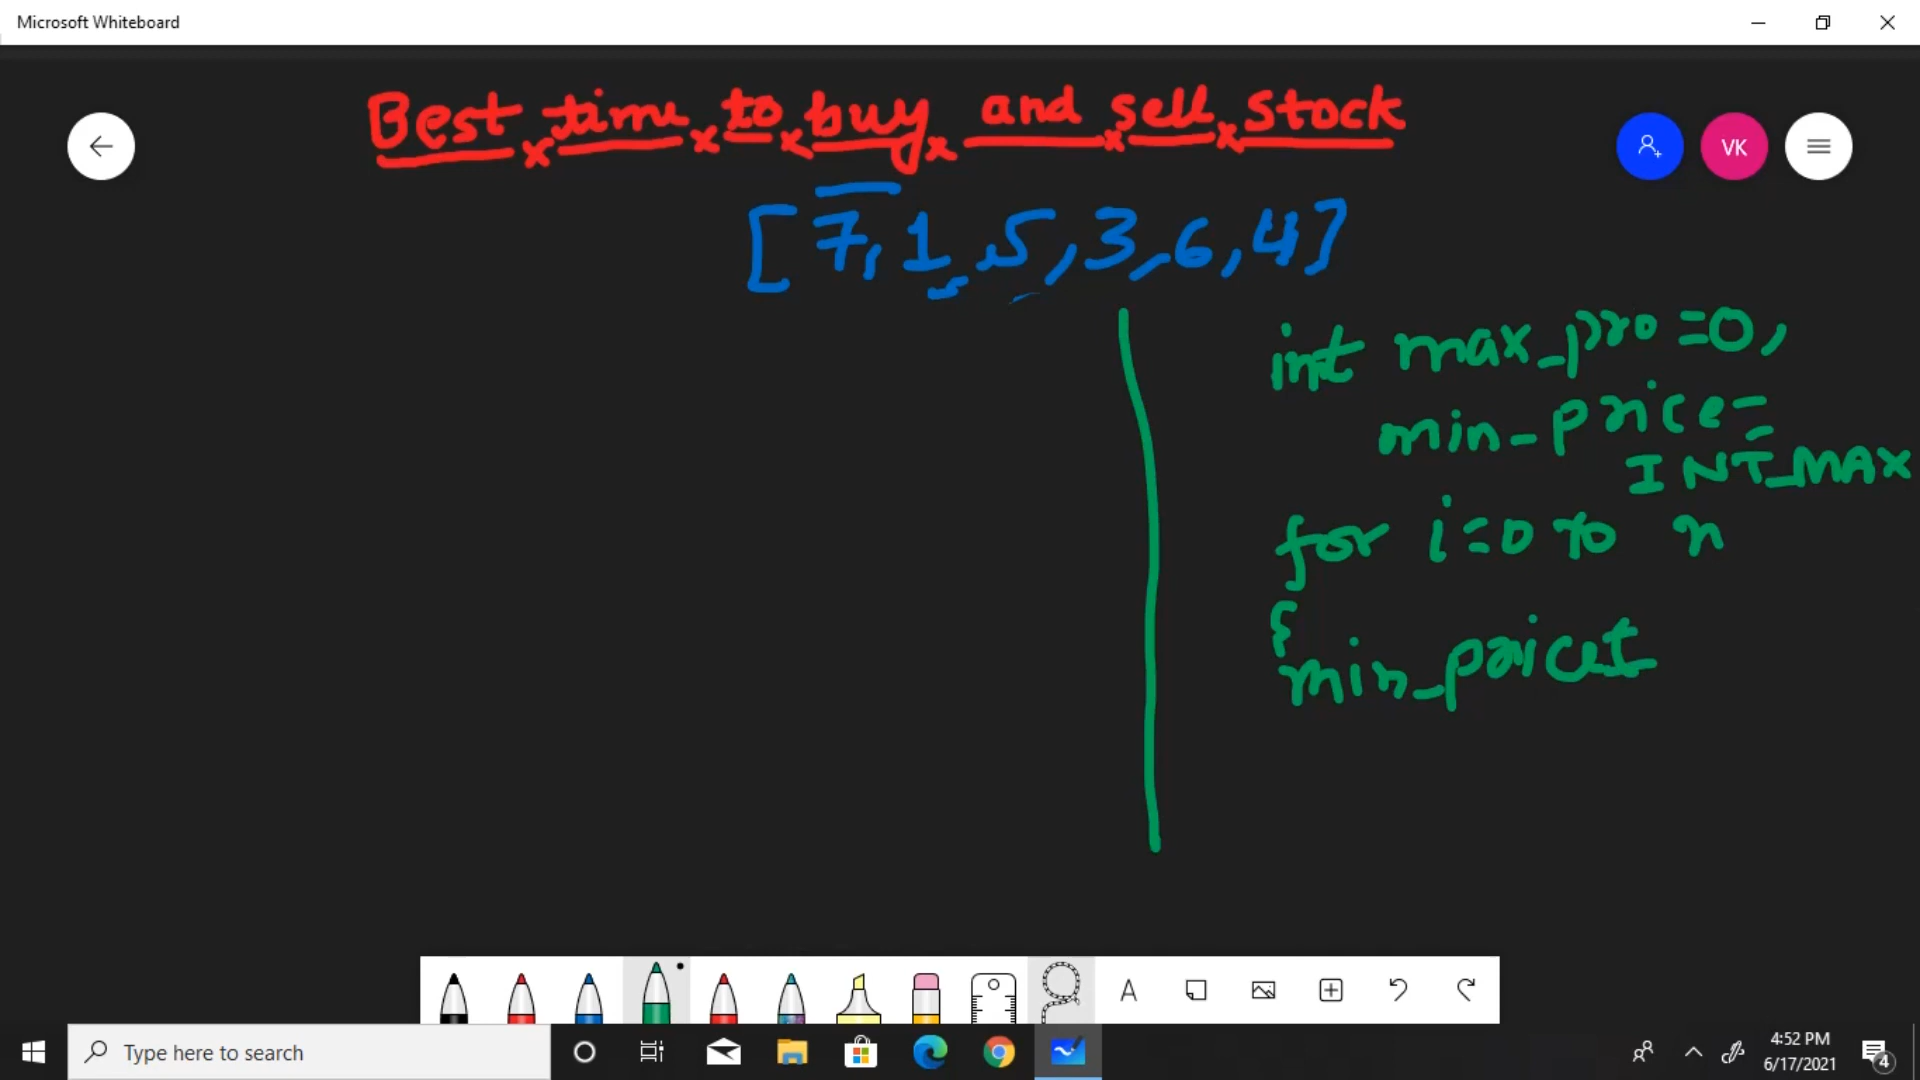 Microsoft Whiteboard
Best time to buy and sell stock
VK
[7, 1, 5, 3, 6, 4]
int max_pro = 0,
min_price =
INT_MAX
for i=0 to n
{
min_price
A
Type here to search
4:52 PM
6/17/2021
4